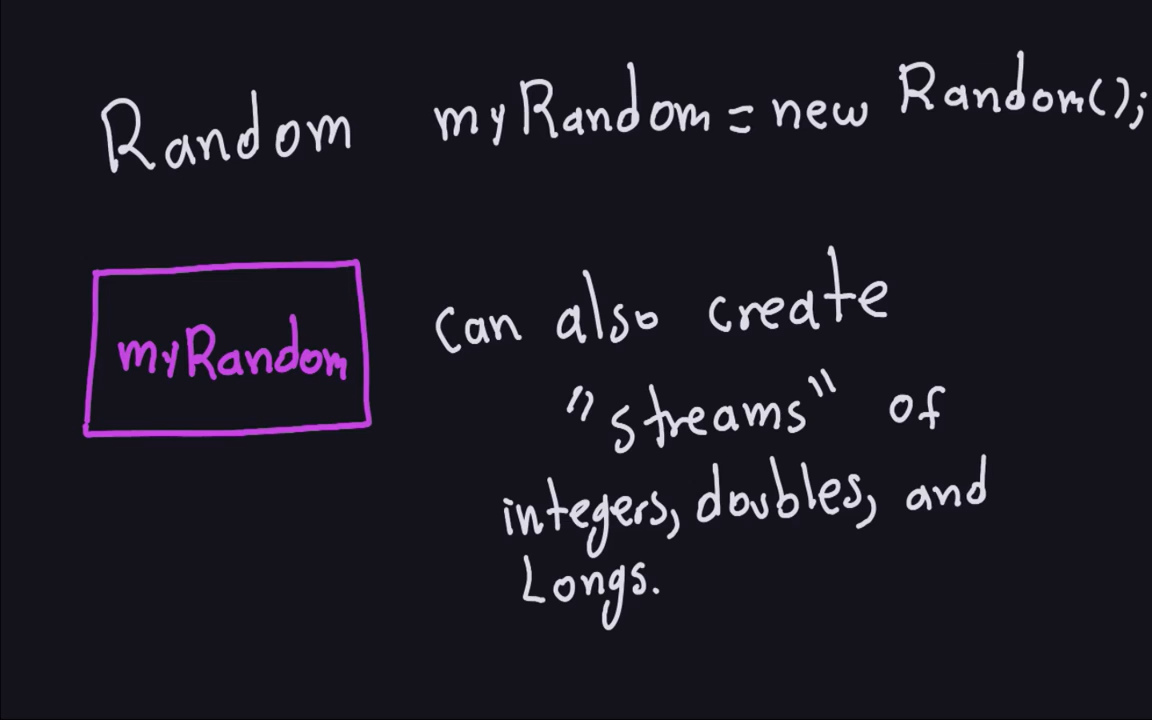 Random myRandom = new Random();
myRandom
can also create
"streams" of
integers, doubles, and
Longs.